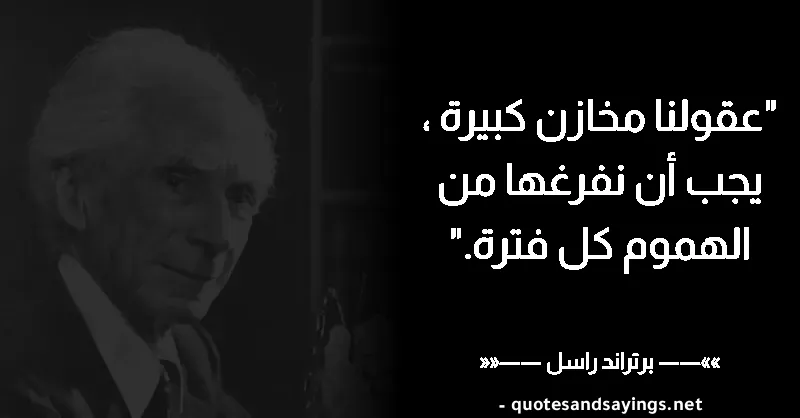 "عقولنا مخازن كبيرة ،
يجب أن نفرغها من
الهموم كل فترة."
»»—— برتراند راسل ——««
- quotesandsayings.net